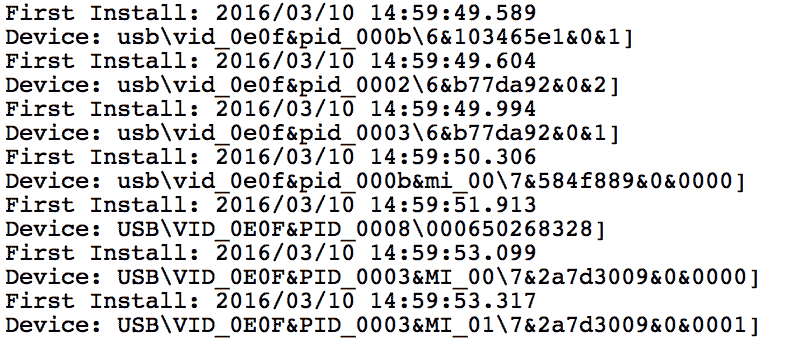 First Install: 2016/03/10 14:59:49.589
Device: usb\vid_0e0f&pid_000b\6&103465e1&0&1]
First Install: 2016/03/10 14:59:49.604
Device: usb\vid_0e0f&pid_0002\6&b77da92&0&2]
First Install: 2016/03/10 14:59:49.994
Device: usb\vid_0e0f&pid_0003\6&b77da92&0&1]
First Install: 2016/03/10 14:59:50.306
Device: usb\vid_0e0f&pid_000b&mi_00\7&584f889&0&0000]
First Install: 2016/03/10 14:59:51.913
Device: USB\VID_0E0F&PID_0008\000650268328]
First Install: 2016/03/10 14:59:53.099
Device: USB\VID_0E0F&PID_0003&MI_00\7&2a7d3009&0&0000]
First Install: 2016/03/10 14:59:53.317
Device: USB\VID_0E0F&PID_0003&MI_01\7&2a7d3009&0&0001]